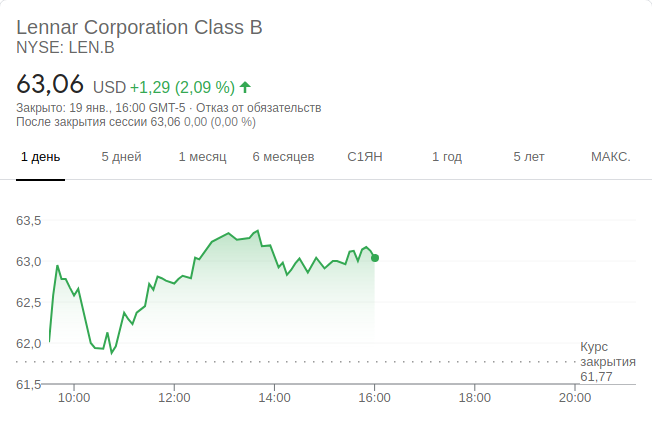 Lennar Corporation Class B
NYSE: LEN.B
63,06 USD +1,29 (2,09 %)
Закрыто: 19 янв., 16:00 GMT-5 · Отказ от обязательств
После закрытия сессии 63,06 0,00 (0,00 %)
1 день 5 дней 1 месяц 6 месяцев С1ЯН 1 год 5 лет МАКС.
63,5
63,0
62,5
62,0
Курс
закрытия
61,77
61,5
10:00 12:00 14:00 16:00 18:00 20:00